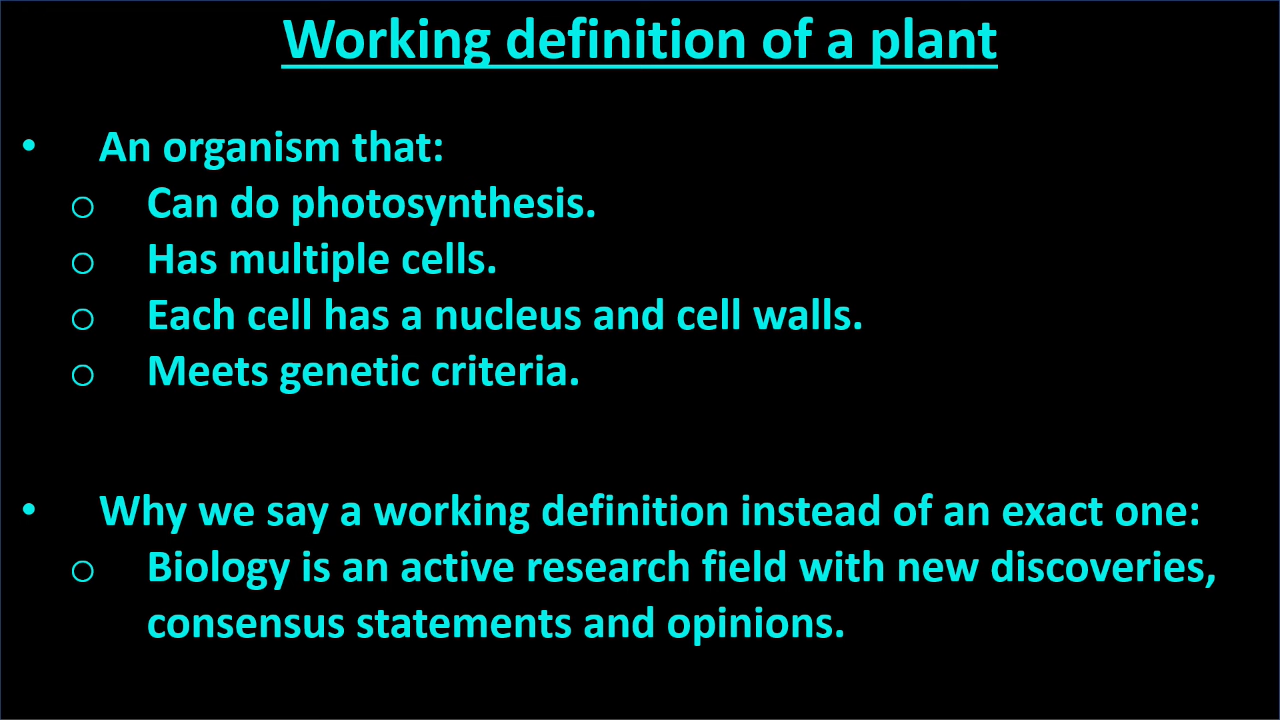 Working definition of a plant
• An organism that:
o Can do photosynthesis.
o Has multiple cells.
o Each cell has a nucleus and cell walls.
o Meets genetic criteria.
• Why we say a working definition instead of an exact one:
o Biology is an active research field with new discoveries,
consensus statements and opinions.